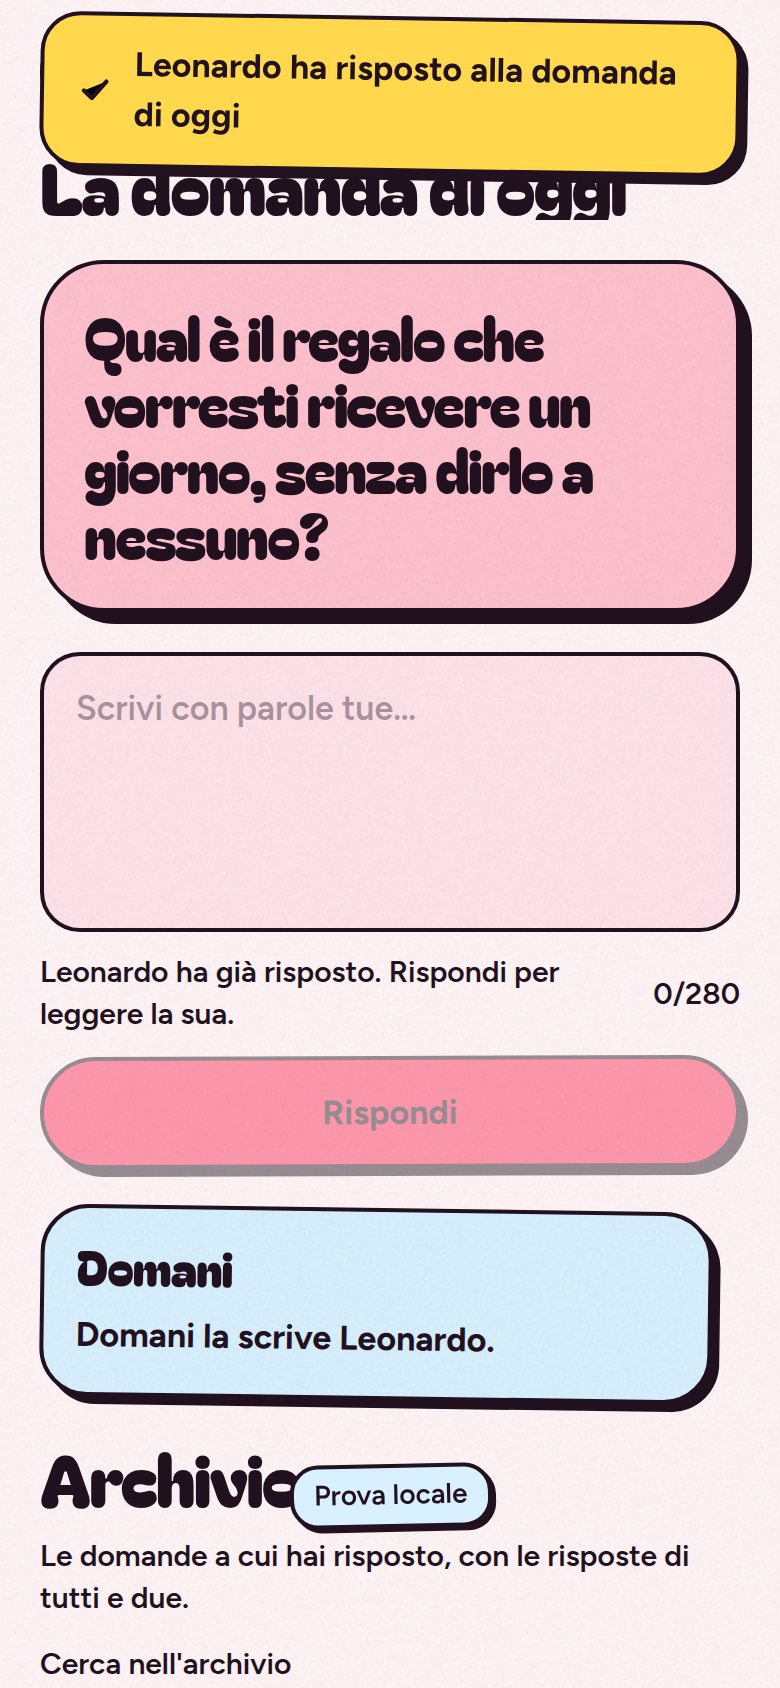 Leonardo ha risposto alla domanda
di oggi
La domanda di oggi
Qual è il regalo che
vorresti ricevere un
giorno, senza dirlo a
nessuno?
Scrivi con parole tue...
Leonardo ha già risposto. Rispondi per
leggere la sua.
0/280
Rispondi
Domani
Domani la scrive Leonardo.
Archivio
Prova locale
Le domande a cui hai risposto, con le risposte di
tutti e due.
Cerca nell'archivio